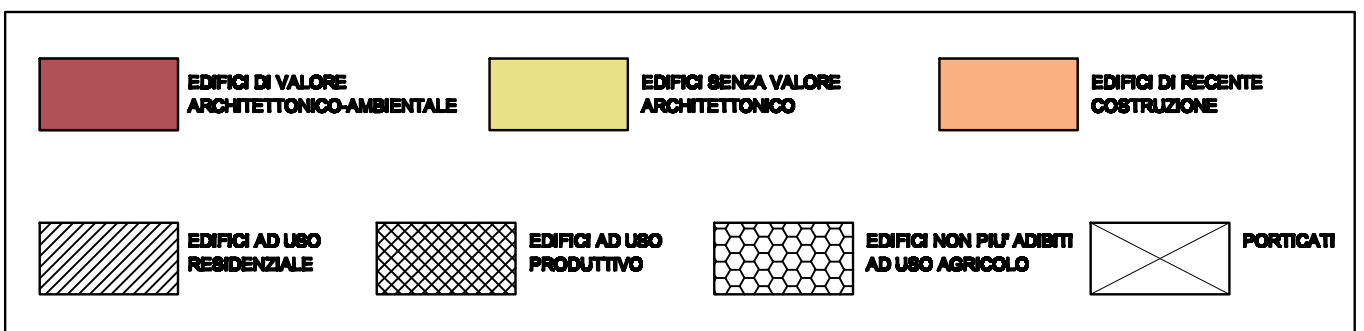 EDIFICI DI VALORE
ARCHITETTONICO-AMBIENTALE
EDIFICI SENZA VALORE
ARCHITETTONICO
EDIFICI DI RECENTE
COSTRUZIONE
EDIFICI AD USO
RESIDENZIALE
EDIFICI AD USO
PRODUTTIVO
EDIFICI NON PIU' ADIBITI
AD USO AGRICOLO
PORTICATI